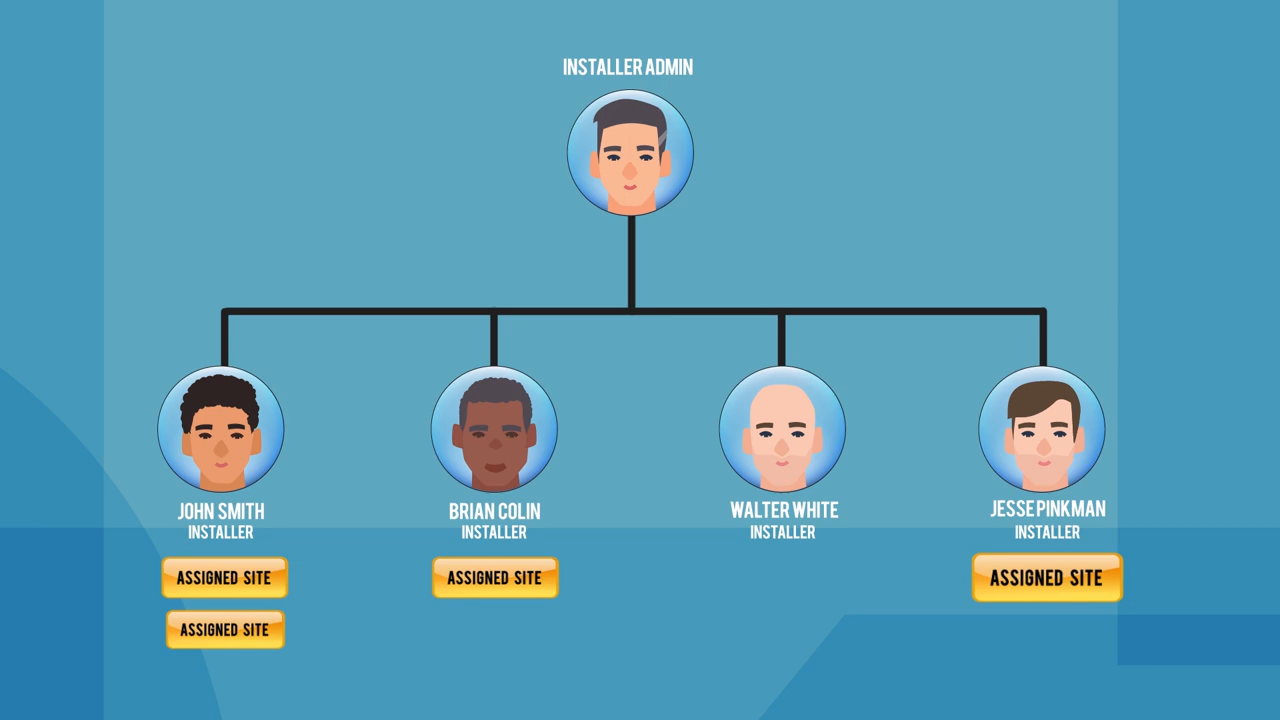 INSTALLER ADMIN
JOHN SMITH
INSTALLER
BRIAN COLIN
INSTALLER
WALTER WHITE
INSTALLER
JESSE PINKMAN
INSTALLER
ASSIGNED SITE
ASSIGNED SITE
ASSIGNED SITE
ASSIGNED SITE